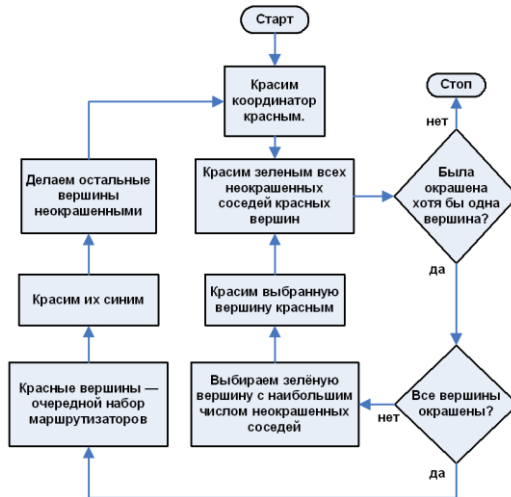 Старт
Красим
координатор
красным.
Стоп
нет
Делаем остальные
вершины
неокрашенными
Красим зеленым всех
неокрашенных
соседей красных
вершин
Была
окрашена
хотя бы одна
вершина?
да
Красим их синим
Красим выбранную
вершину красным
Красные вершины —
очередной набор
маршрутизаторов
Выбираем зелёную
вершину с наибольшим
числом неокрашенных
соседей
нет
Все вершины
окрашены?
да